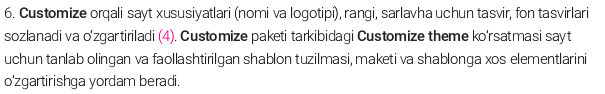 6. Customize orqali sayt xususiyatlari (nomi va logotipi), rangi, sarlavha uchun tasvir, fon tasvirlari
sozlanadi va o‘zgartiriladi (4). Customize paketi tarkibidagi Customize theme ko‘rsatmasi sayt
uchun tanlab olingan va faollashtirilgan shablon tuzilmasi, maketi va shablonga xos elementlarini
o‘zgartirishga yordam beradi.